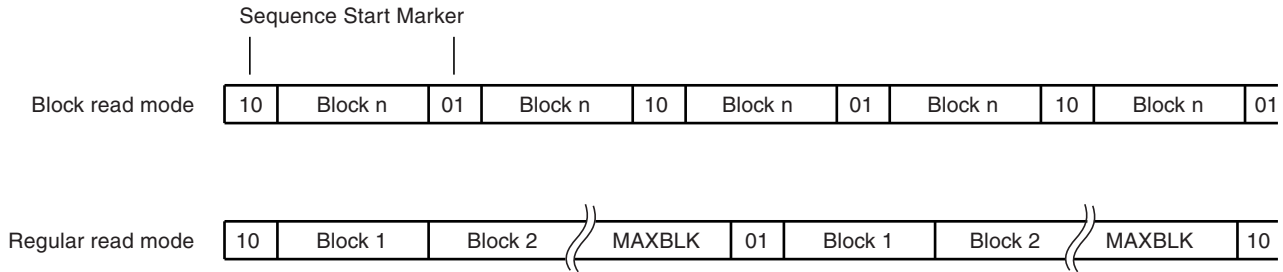 Sequence Start Marker
Block read mode 10 Block n 01 Block n 10 Block n 01 Block n 10 Block n 01
Regular read mode 10 Block 1 Block 2 MAXBLK 01 Block 1 Block 2 MAXBLK 10